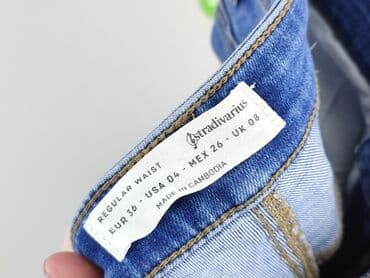 stradivarius
REGULAR WAIST
EUR 36 - USA 04 - MEX 26 - UK 08
MADE IN CAMBODIA